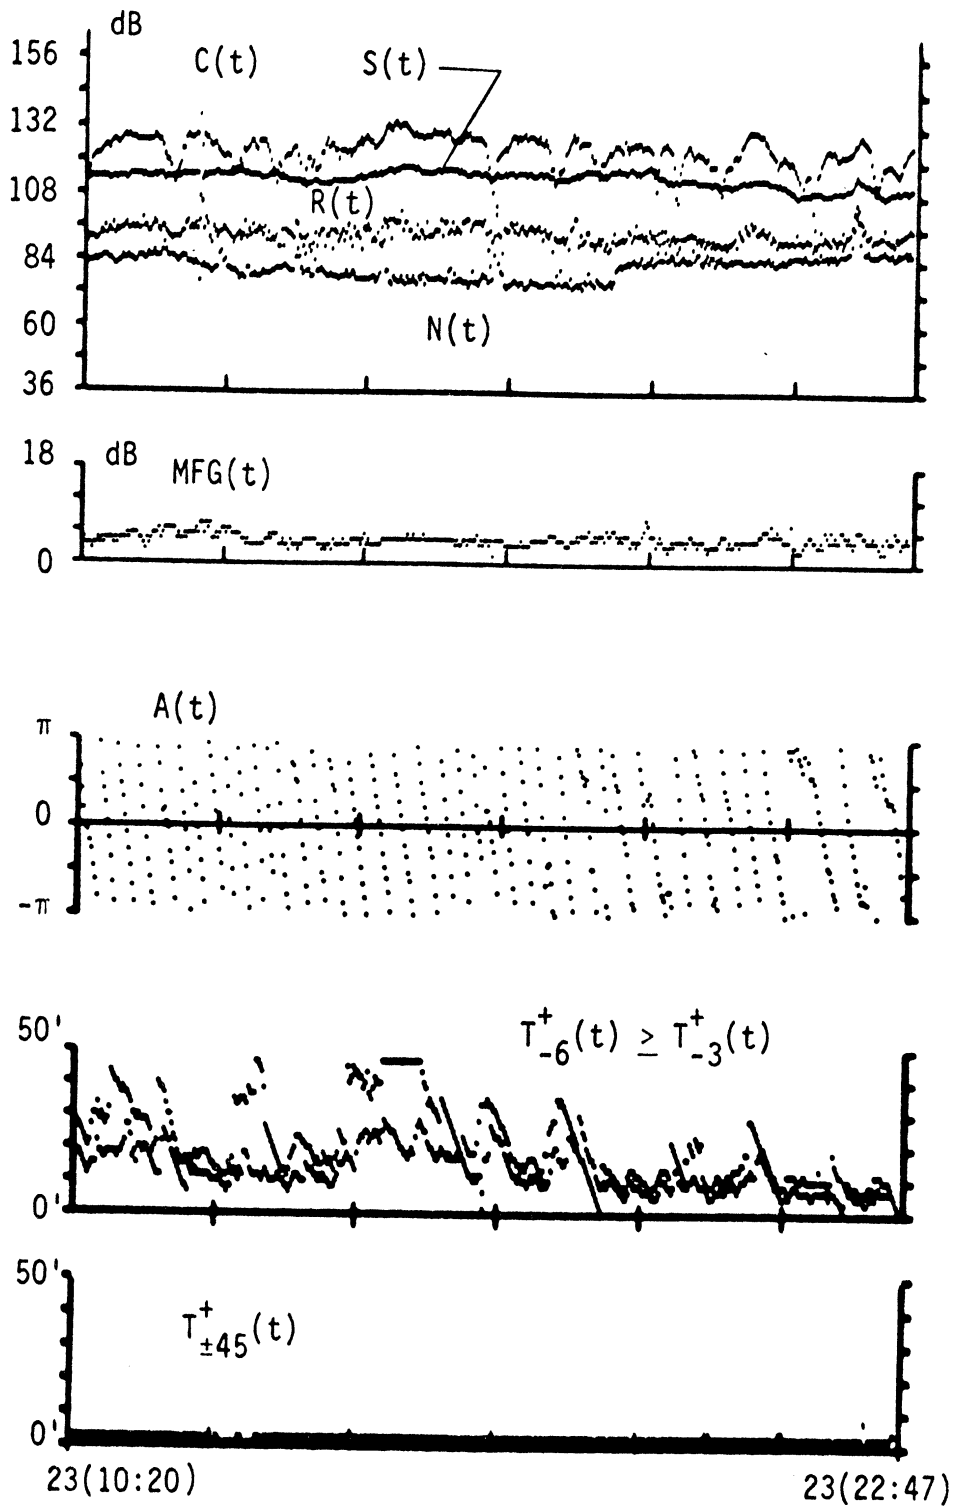 dB
156
C(t)
S(t)
132
108
R(t)
84
60
N(t)
36
18
dB
MFG(t)
0
A(t)
π
0
-π
50'
T⁺₋₆(t) ≥ T⁺₋₃(t)
0'
50'
T⁺±45(t)
0'
23(10:20)
23(22:47)